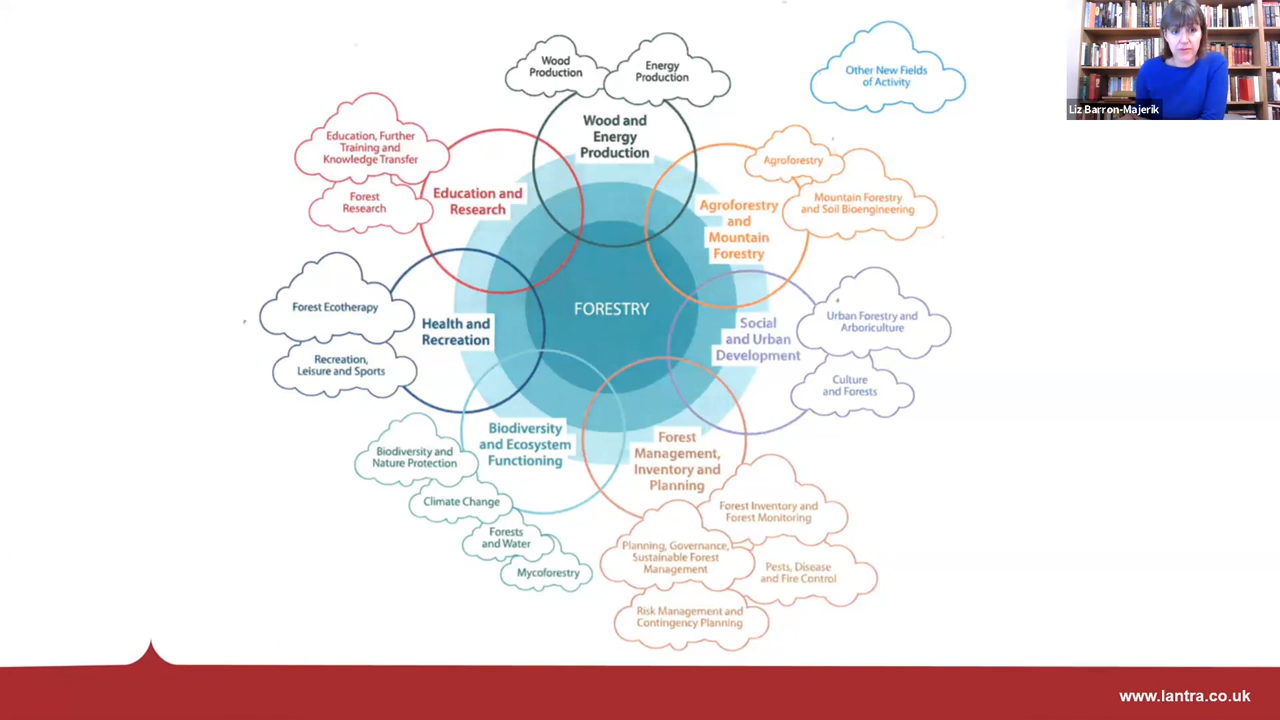 Wood
Production
Energy
Production
Other New Fields
of Activity
Liz Barron-Majerik
Wood and
Energy
Production
Education, Further
Training and
Knowledge Transfer
Forest
Research
Education and
Research
Agroforestry
Mountain Forestry
and Soil Bioengineering
Agroforestry
and
Mountain
Forestry
FORESTRY
Forest Ecotherapy
Recreation,
Leisure and Sports
Health and
Recreation
Social
and Urban
Development
Urban Forestry and
Arboriculture
Culture
and Forests
Biodiversity
and Ecosystem
Functioning
Biodiversity and
Nature Protection
Climate Change
Forests
and Water
Mycoforestry
Forest
Management,
Inventory and
Planning
Forest Inventory and
Forest Monitoring
Planning, Governance,
Sustainable Forest
Management
Pests, Disease
and Fire Control
Risk Management and
Contingency Planning
www.lantra.co.uk